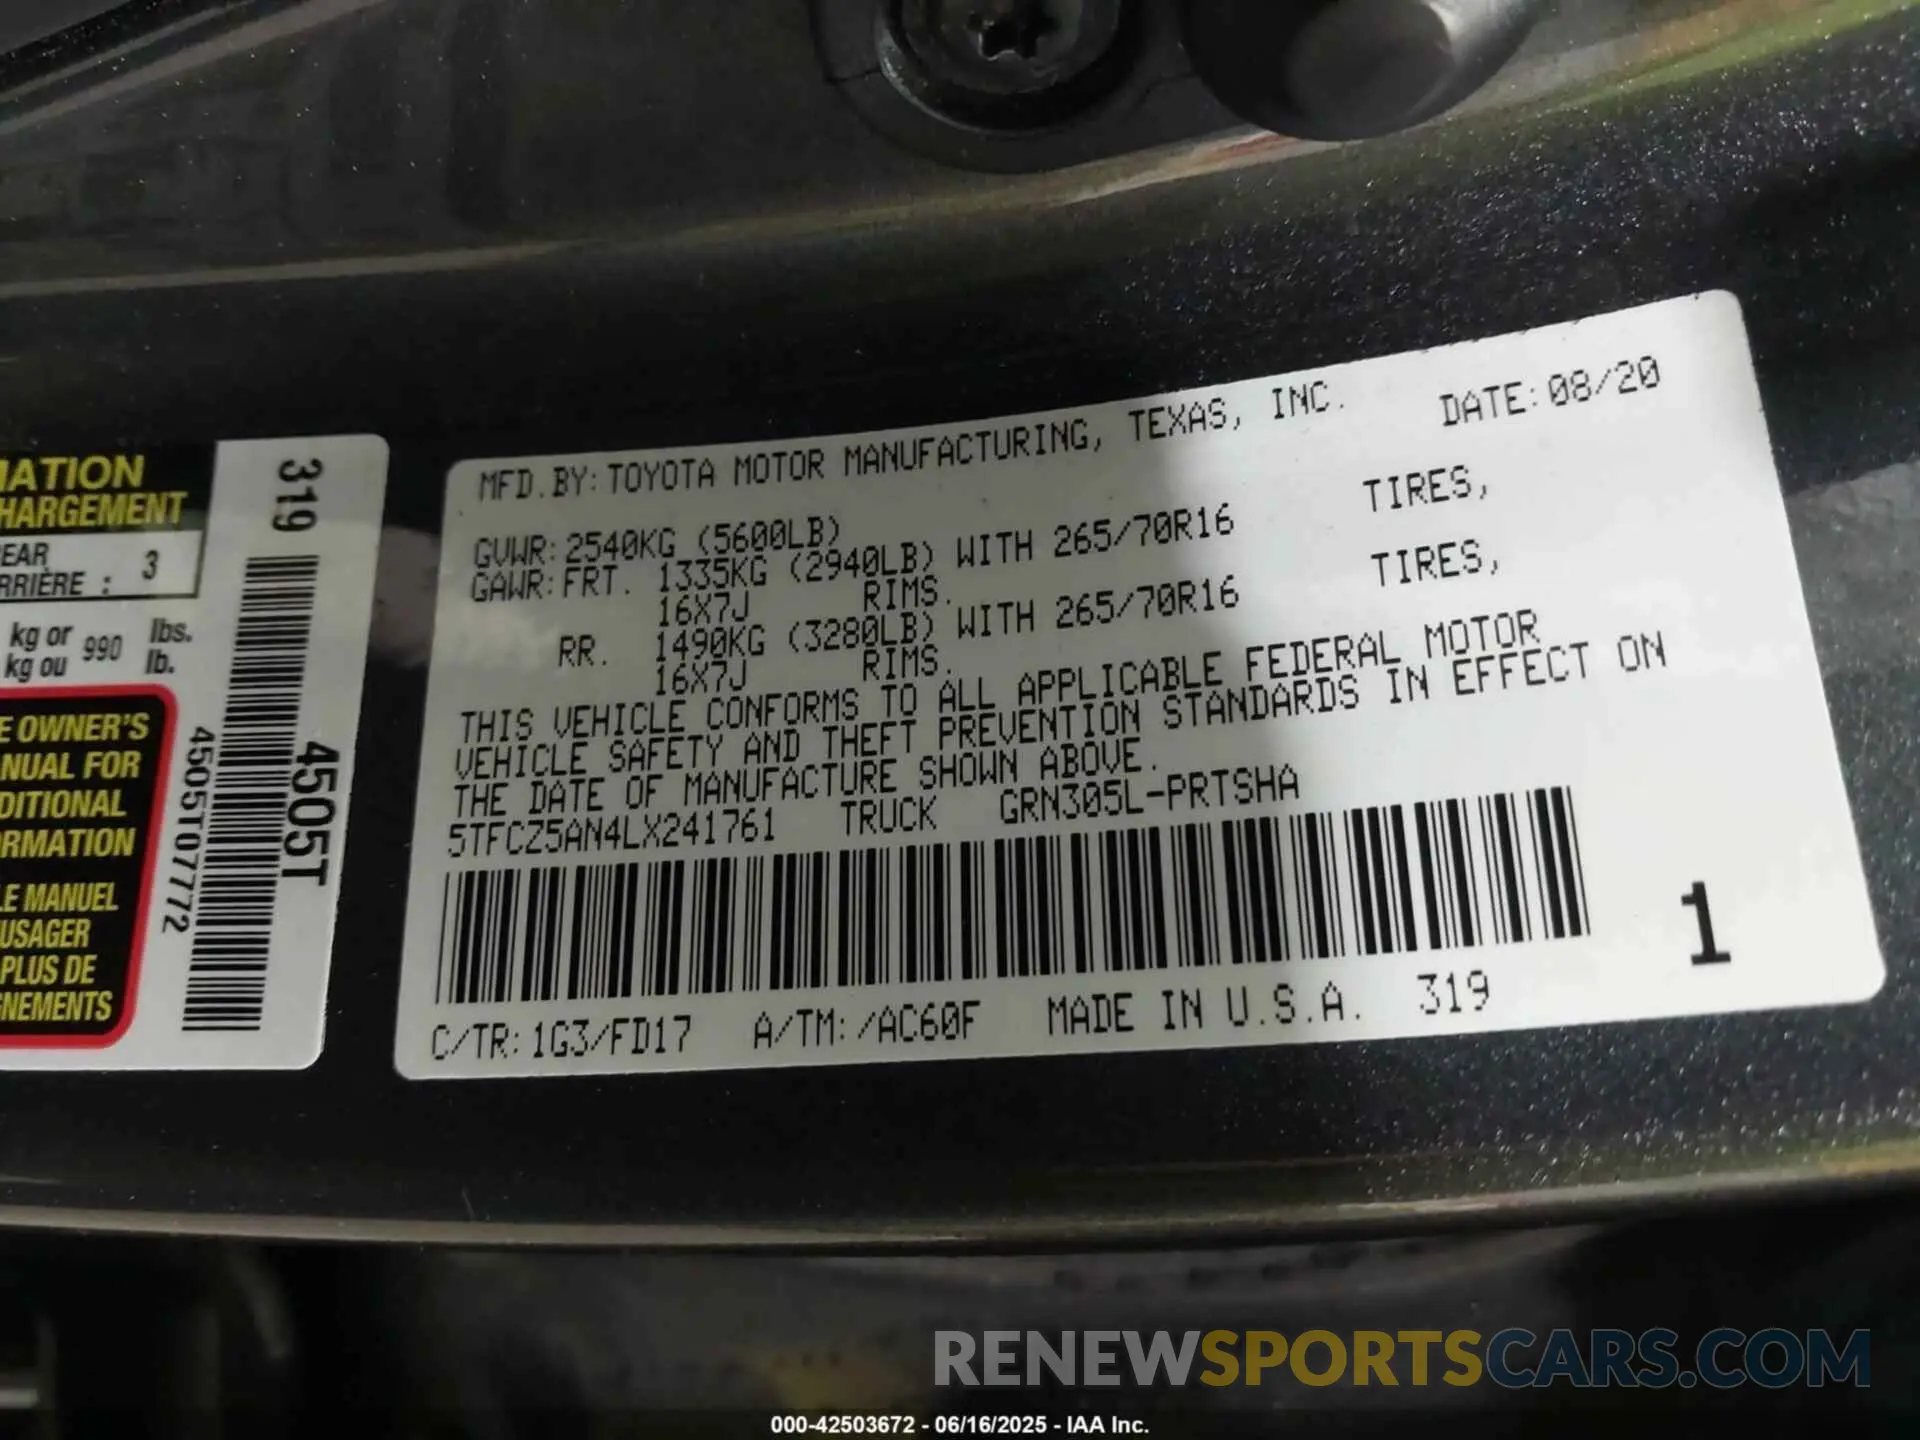 MATION
HARGEMENT
REAR
RRIÈRE : 3
kg or 990 lbs.
kg ou lb.
E OWNER'S
NUAL FOR
DITIONAL
ORMATION
LE MANUEL
USAGER
PLUS DE
GNEMENTS
319
4505T
4505T07772
MFD.BY:TOYOTA MOTOR MANUFACTURING, TEXAS, INC. DATE:08/20
GVWR:2540KG (5600LB)
GAWR:FRT. 1335KG (2940LB) WITH 265/70R16 TIRES,
16X7J RIMS.
RR. 1490KG (3280LB) WITH 265/70R16 TIRES,
16X7J RIMS.
THIS VEHICLE CONFORMS TO ALL APPLICABLE FEDERAL MOTOR
VEHICLE SAFETY AND THEFT PREVENTION STANDARDS IN EFFECT ON
THE DATE OF MANUFACTURE SHOWN ABOVE.
5TFCZ5AN4LX241761 TRUCK GRN305L-PRTSHA
1
C/TR:1G3/FD17 A/TM:/AC60F MADE IN U.S.A. 319
RENEWSPORTSCARS.COM
000-42503672 - 06/16/2025 - IAA Inc.